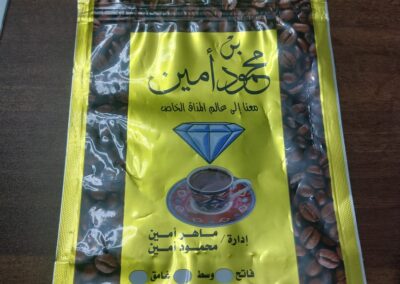 بن
محمود أمين
معنا إلى عالم المذاق الخاص
إدارة / ماهر أمين
محمود أمين
فاتح وسط غامق